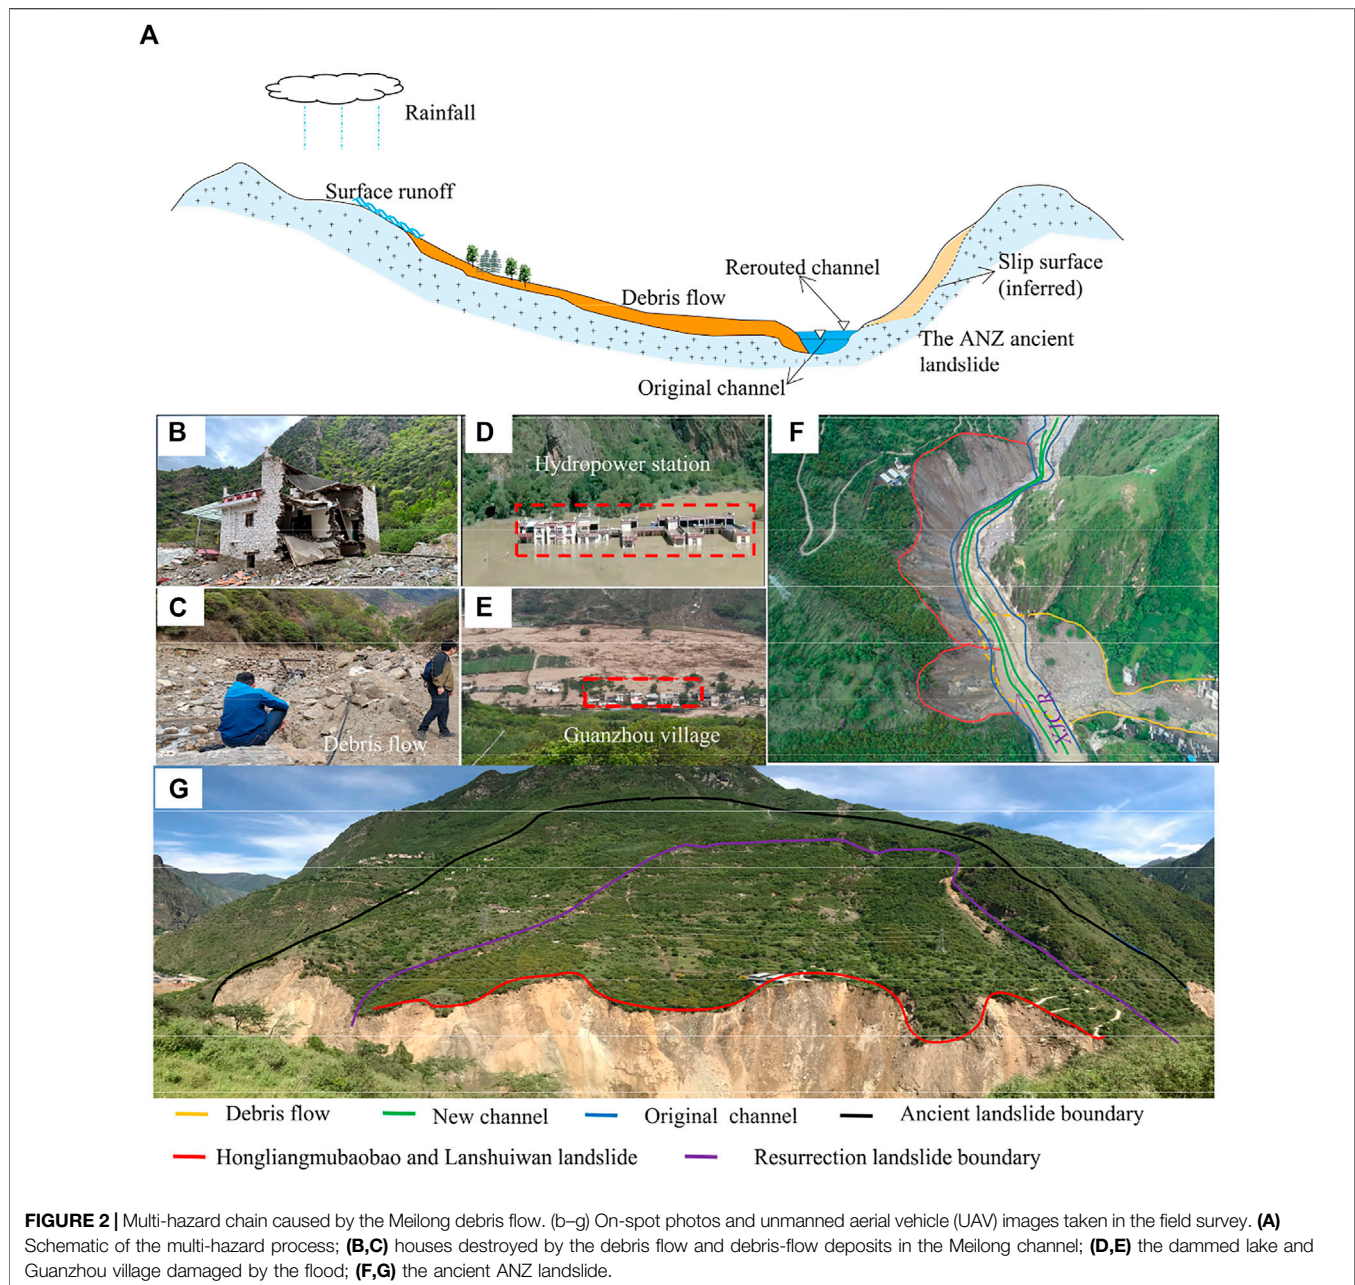 A
Rainfall
Surface runoff
Rerouted channel
Slip surface
(inferred)
Debris flow
The ANZ ancient
landslide
Original channel
B
D
Hydropower station
F
C
Debris flow
E
Guanzhou village
XJC R
G
Debris flow
New channel
Original channel
Ancient landslide boundary
Hongliangmubaobao and Lanshuiwan landslide
Resurrection landslide boundary
FIGURE 2 | Multi-hazard chain caused by the Meilong debris flow. (b–g) On-spot photos and unmanned aerial vehicle (UAV) images taken in the field survey. (A)
Schematic of the multi-hazard process; (B,C) houses destroyed by the debris flow and debris-flow deposits in the Meilong channel; (D,E) the dammed lake and
Guanzhou village damaged by the flood; (F,G) the ancient ANZ landslide.